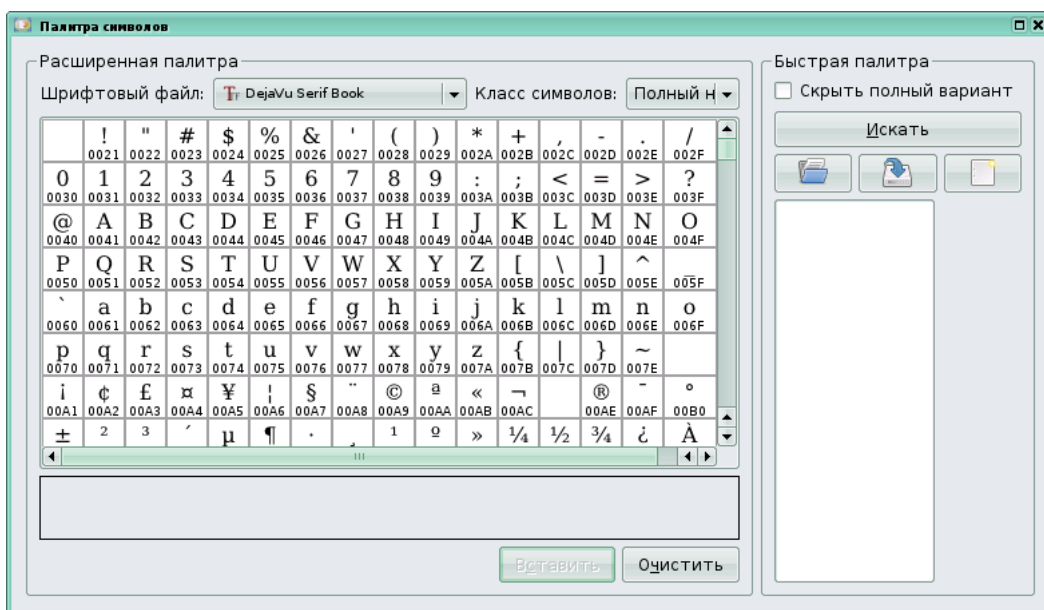 Палитра символов
Расширенная палитра
Быстрая палитра
Шрифтовый файл: DejaVu Serif Book Класс символов: Полный н
Скрыть полный вариант
Искать
! " # $ % & ' ( ) * + , - . /
0021 0022 0023 0024 0025 0026 0027 0028 0029 002A 002B 002C 002D 002E 002F
0 1 2 3 4 5 6 7 8 9 : ; < = > ?
0030 0031 0032 0033 0034 0035 0036 0037 0038 0039 003A 003B 003C 003D 003E 003F
@ A B C D E F G H I J K L M N O
0040 0041 0042 0043 0044 0045 0046 0047 0048 0049 004A 004B 004C 004D 004E 004F
P Q R S T U V W X Y Z [ \ ] ^ _
0050 0051 0052 0053 0054 0055 0056 0057 0058 0059 005A 005B 005C 005D 005E 005F
` a b c d e f g h i j k l m n o
0060 0061 0062 0063 0064 0065 0066 0067 0068 0069 006A 006B 006C 006D 006E 006F
p q r s t u v w x y z { | } ~
0070 0071 0072 0073 0074 0075 0076 0077 0078 0079 007A 007B 007C 007D 007E
¡ ¢ £ ¤ ¥ ¦ § ¨ © ª « ¬ ® ¯ °
00A1 00A2 00A3 00A4 00A5 00A6 00A7 00A8 00A9 00AA 00AB 00AC 00AE 00AF 00B0
± ² ³ ´ µ ¶ · ¸ ¹ º » ¼ ½ ¾ ¿ À
Вставить Очистить